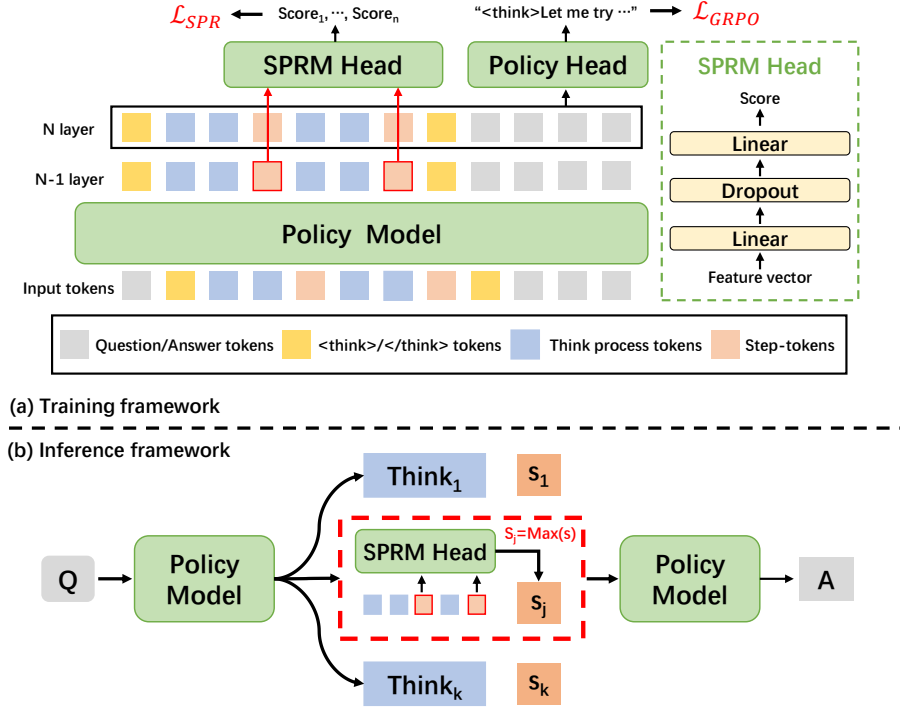 ℒ_SPR
Score₁, ···, Scoreₙ
“<think>Let me try ···”
ℒ_GRPO
SPRM Head
Policy Head
N layer
N-1 layer
Policy Model
Input tokens
SPRM Head
Score
Linear
Dropout
Linear
Feature vector
Question/Answer tokens
<think>/</think> tokens
Think process tokens
Step-tokens
(a) Training framework
(b) Inference framework
Think₁
S₁
Q
Policy
Model
SPRM Head
Sⱼ=Max(s)
Sⱼ
Policy
Model
A
Thinkₖ
Sₖ